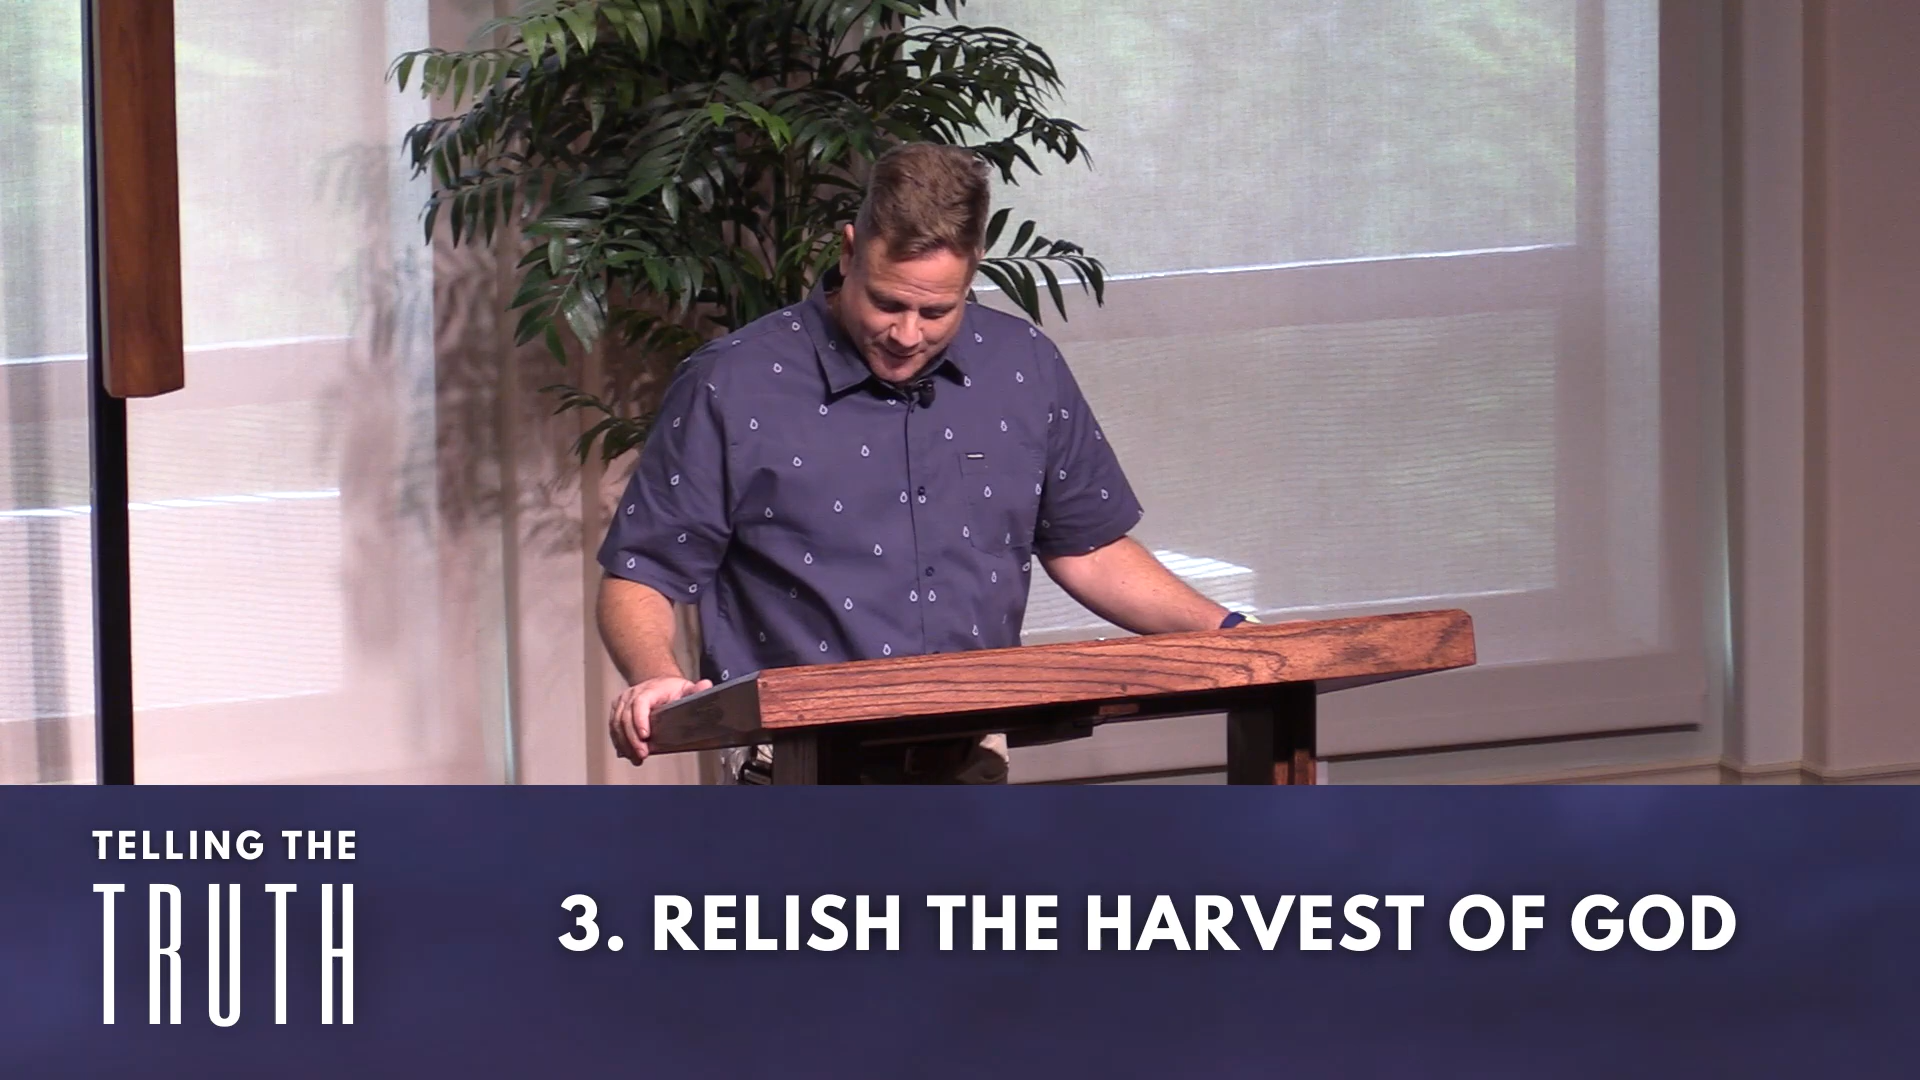 TELLING THE
TRUTH
3. RELISH THE HARVEST OF GOD